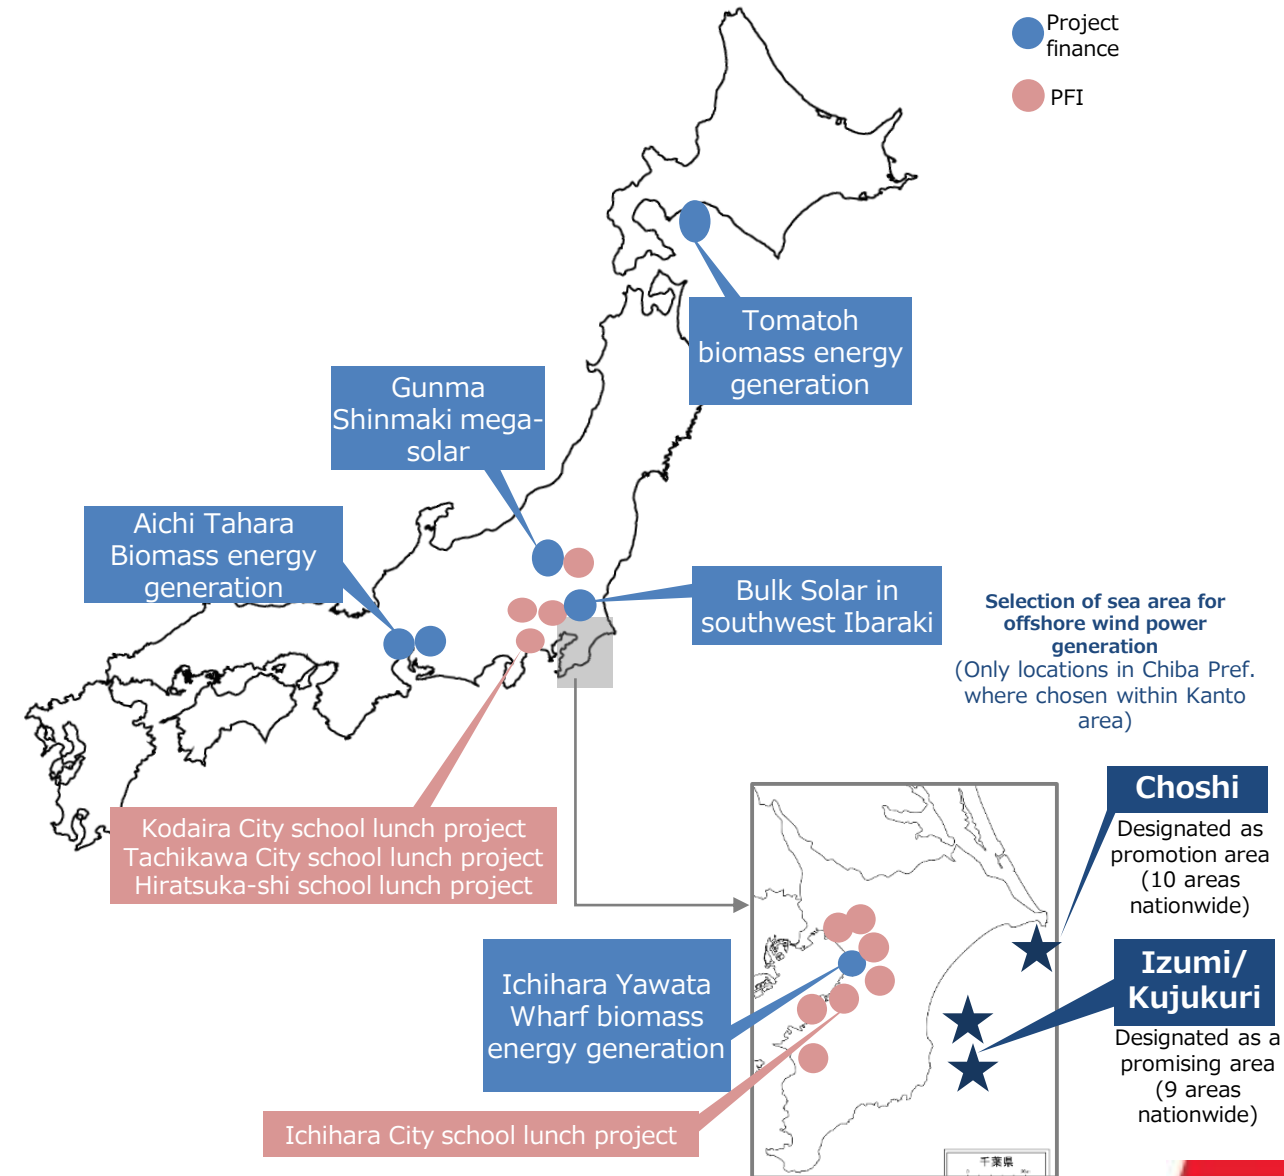 Project
finance
PFI
Tomatoh
biomass energy
generation
Gunma
Shinmaki mega-
solar
Aichi Tahara
Biomass energy
generation
Bulk Solar in
southwest Ibaraki
Selection of sea area for
offshore wind power
generation
(Only locations in Chiba Pref.
where chosen within Kanto
area)
Kodaira City school lunch project
Tachikawa City school lunch project
Hiratsuka-shi school lunch project
Choshi
Designated as
promotion area
(10 areas
nationwide)
Izumi/
Kujukuri
Designated as a
promising area
(9 areas
nationwide)
Ichihara Yawata
Wharf biomass
energy generation
Ichihara City school lunch project
千葉県